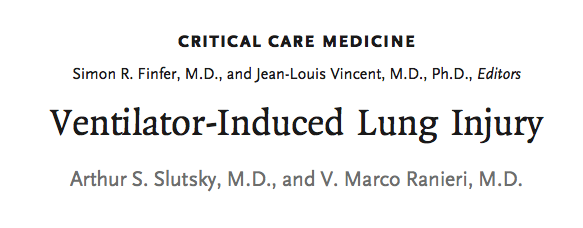 CRITICAL CARE MEDICINE
Simon R. Finfer, M.D., and Jean-Louis Vincent, M.D., Ph.D., Editors
Ventilator-Induced Lung Injury
Arthur S. Slutsky, M.D., and V. Marco Ranieri, M.D.